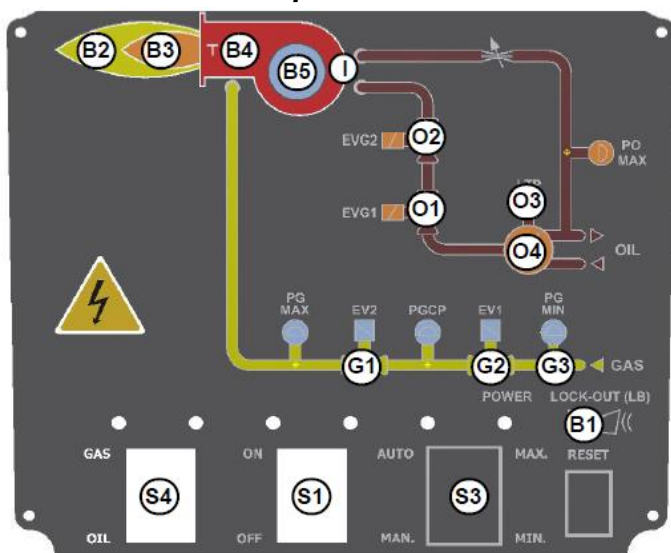 B2 B3 T B4 B5 I
EVG2 O2
PO
MAX
O3
EVG1 O1
O4
OIL
PG
MAX
EV2
PGCP
EV1
PG
MIN
G1 G2 G3 GAS
POWER LOCK-OUT (LB)
B1
GAS ON AUTO MAX. RESET
S4 S1 S3
OIL OFF MAN. MIN.